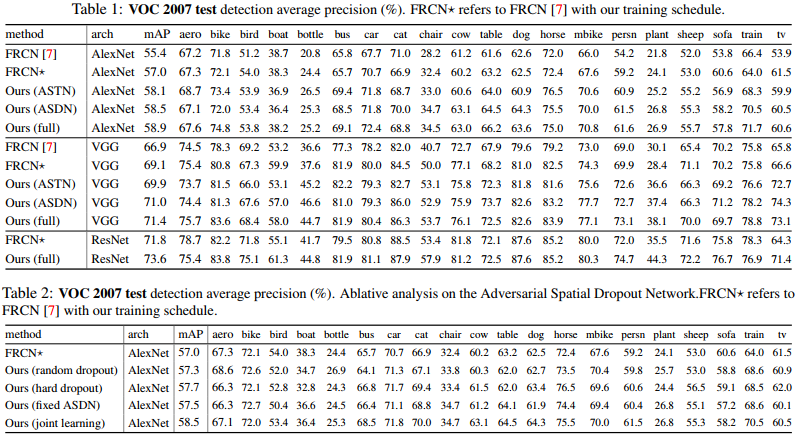 Table 1: VOC 2007 test detection average precision (%). FRCN⋆ refers to FRCN [7] with our training schedule.
method arch mAP aero bike bird boat bottle bus car cat chair cow table dog horse mbike persn plant sheep sofa train tv
FRCN [7] AlexNet 55.4 67.2 71.8 51.2 38.7 20.8 65.8 67.7 71.0 28.2 61.2 61.6 62.6 72.0 66.0 54.2 21.8 52.0 53.8 66.4 53.9
FRCN⋆ AlexNet 57.0 67.3 72.1 54.0 38.3 24.4 65.7 70.7 66.9 32.4 60.2 63.2 62.5 72.4 67.6 59.2 24.1 53.0 60.6 64.0 61.5
Ours (ASTN) AlexNet 58.1 68.7 73.4 53.9 36.9 26.5 69.4 71.8 68.7 33.0 60.6 64.0 60.9 76.5 70.6 60.9 25.2 55.2 56.9 68.3 59.9
Ours (ASDN) AlexNet 58.5 67.1 72.0 53.4 36.4 25.3 68.5 71.8 70.0 34.7 63.1 64.5 64.3 75.5 70.0 61.5 26.8 55.3 58.2 70.5 60.5
Ours (full) AlexNet 58.9 67.6 74.8 53.8 38.2 25.2 69.1 72.4 68.8 34.5 63.0 66.2 63.6 75.0 70.8 61.6 26.9 55.7 57.8 71.7 60.6
FRCN [7] VGG 66.9 74.5 78.3 69.2 53.2 36.6 77.3 78.2 82.0 40.7 72.7 67.9 79.6 79.2 73.0 69.0 30.1 65.4 70.2 75.8 65.8
FRCN⋆ VGG 69.1 75.4 80.8 67.3 59.9 37.6 81.9 80.0 84.5 50.0 77.1 68.2 81.0 82.5 74.3 69.9 28.4 71.1 70.2 75.8 66.6
Ours (ASTN) VGG 69.9 73.7 81.5 66.0 53.1 45.2 82.2 79.3 82.7 53.1 75.8 72.3 81.8 81.6 75.6 72.6 36.6 66.3 69.2 76.6 72.7
Ours (ASDN) VGG 71.0 74.4 81.3 67.6 57.0 46.6 81.0 79.3 86.0 52.9 75.9 73.7 82.6 83.2 77.7 72.7 37.4 66.3 71.2 78.2 74.3
Ours (full) VGG 71.4 75.7 83.6 68.4 58.0 44.7 81.9 80.4 86.3 53.7 76.1 72.5 82.6 83.9 77.1 73.1 38.1 70.0 69.7 78.8 73.1
FRCN⋆ ResNet 71.8 78.7 82.2 71.8 55.1 41.7 79.5 80.8 88.5 53.4 81.8 72.1 87.6 85.2 80.0 72.0 35.5 71.6 75.8 78.3 64.3
Ours (full) ResNet 73.6 75.4 83.8 75.1 61.3 44.8 81.9 81.1 87.9 57.9 81.2 72.5 87.6 85.2 80.3 74.7 44.3 72.2 76.7 76.9 71.4
Table 2: VOC 2007 test detection average precision (%). Ablative analysis on the Adversarial Spatial Dropout Network.FRCN⋆ refers to
FRCN [7] with our training schedule.
method arch mAP aero bike bird boat bottle bus car cat chair cow table dog horse mbike persn plant sheep sofa train tv
FRCN⋆ AlexNet 57.0 67.3 72.1 54.0 38.3 24.4 65.7 70.7 66.9 32.4 60.2 63.2 62.5 72.4 67.6 59.2 24.1 53.0 60.6 64.0 61.5
Ours (random dropout) AlexNet 57.3 68.6 72.6 52.0 34.7 26.9 64.1 71.3 67.1 33.8 60.3 62.0 62.7 73.5 70.4 59.8 25.7 53.0 58.8 68.6 60.9
Ours (hard dropout) AlexNet 57.7 66.3 72.1 52.8 32.8 24.3 66.8 71.7 69.4 33.4 61.5 62.0 63.4 76.5 69.6 60.6 24.4 56.5 59.1 68.5 62.0
Ours (fixed ASDN) AlexNet 57.5 66.3 72.7 50.4 36.6 24.5 66.4 71.1 68.8 34.7 61.2 64.1 61.9 74.4 69.4 60.4 26.8 55.1 57.2 68.6 60.1
Ours (joint learning) AlexNet 58.5 67.1 72.0 53.4 36.4 25.3 68.5 71.8 70.0 34.7 63.1 64.5 64.3 75.5 70.0 61.5 26.8 55.3 58.2 70.5 60.5